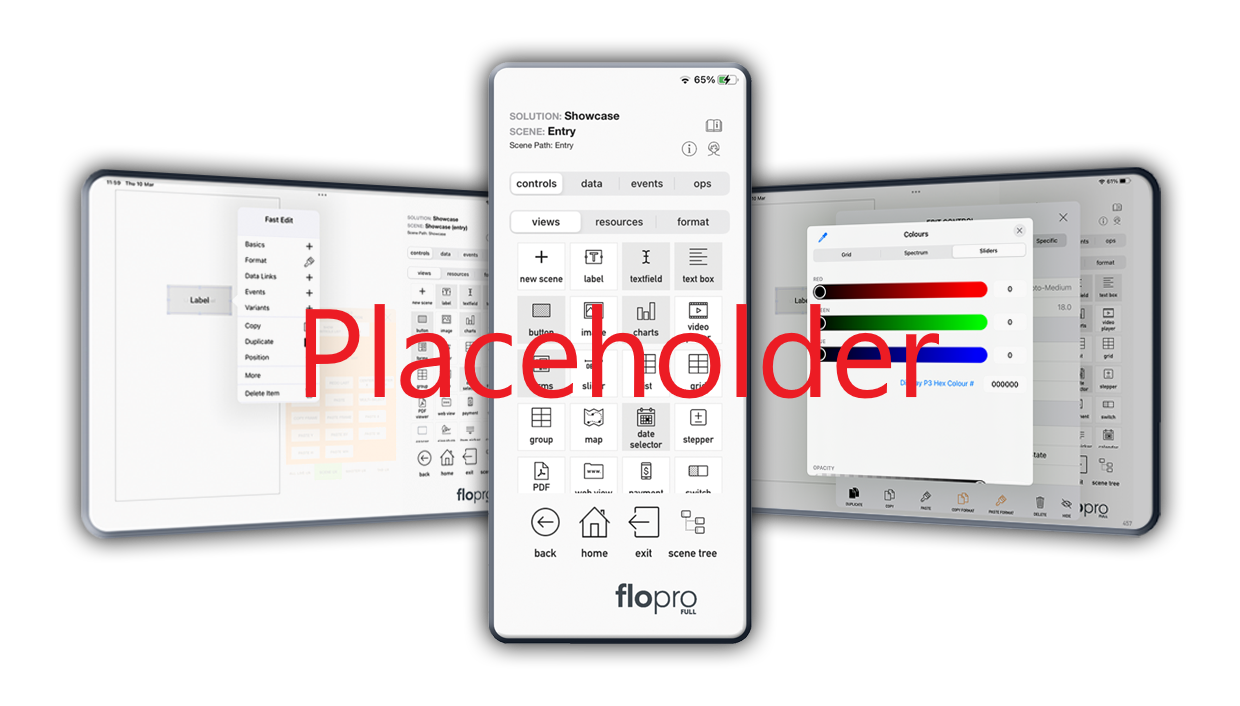 Placeholder
65%
SOLUTION: Showcase
SCENE: Entry
Scene Path: Entry
controls data events ops
views resources format
new scene label textfield text box
button image charts video
list grid
group map date selector stepper
PDF web view payment switch
back home exit scene tree
flopro
FULL
11:59 Thu 10 Mar
Fast Edit
Basics
Format
Data Links
Events
Variants
Copy
Duplicate
Position
More
Delete Item
Label
SOLUTION: Showcase
SCENE: Showcase (entry)
Scene Path: Showcase
controls data events
views resources
new scene label textfield
button image charts
group
PDF viewer web view payment
back home exit
flopro
Mar
61%
EDIT CONTROL
Specific
ops
format
text box
video player
grid
stepper
switch
Colours
Grid Spectrum Sliders
RED
0
0
0
Display P3 Hex Colour # 000000
OPACITY
18.0
DUPLICATE COPY PASTE COPY FORMAT PASTE FORMAT DELETE HIDE
scene tree
FULL